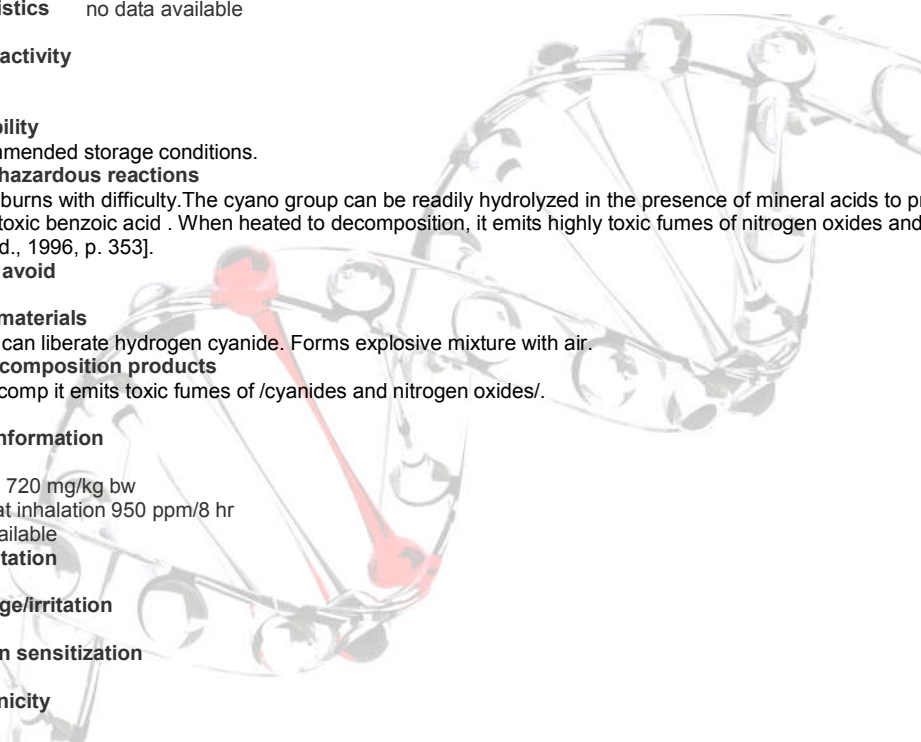 istics no data available
activity
bility
nmended storage conditions.
hazardous reactions
burns with difficulty.The cyano group can be readily hydrolyzed in the presence of mineral acids to p
toxic benzoic acid . When heated to decomposition, it emits highly toxic fumes of nitrogen oxides and
d., 1996, p. 353].
avoid
materials
can liberate hydrogen cyanide. Forms explosive mixture with air.
composition products
comp it emits toxic fumes of /cyanides and nitrogen oxides/.
nformation
720 mg/kg bw
at inhalation 950 ppm/8 hr
ailable
tation
ge/irritation
n sensitization
nicity